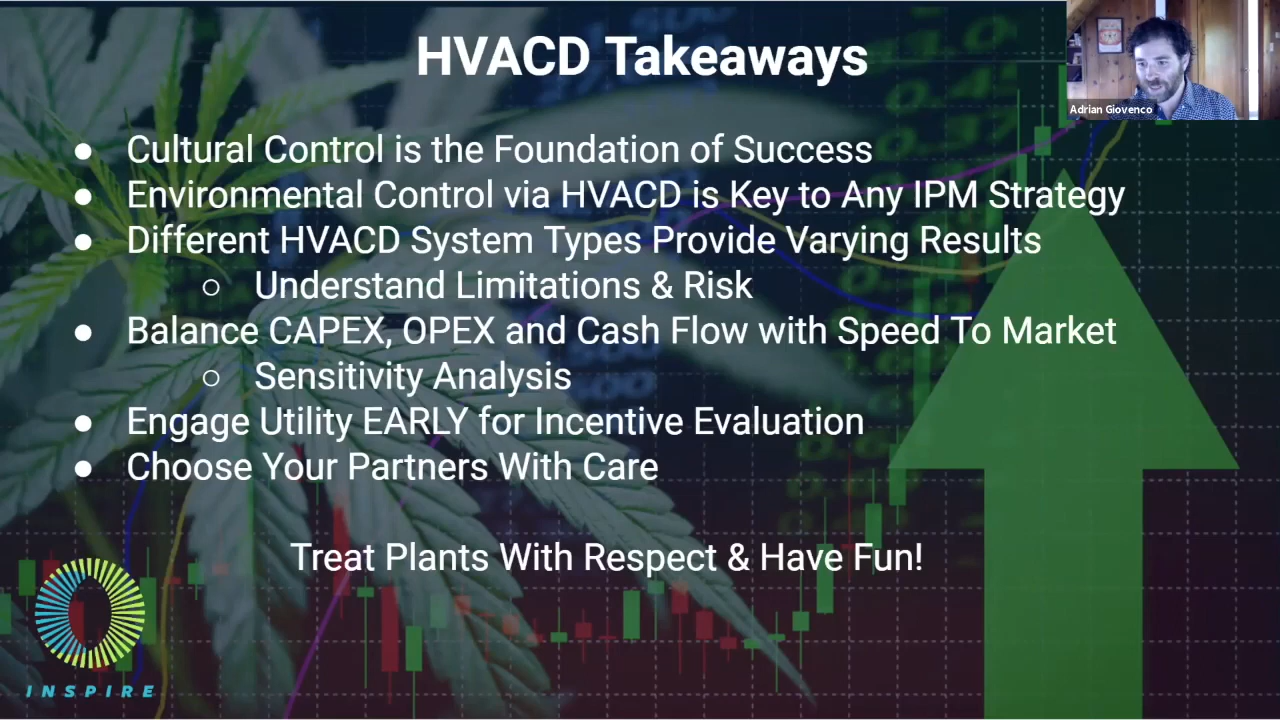 HVACD Takeaways
Adrian Giovenco
● Cultural Control is the Foundation of Success
● Environmental Control via HVACD is Key to Any IPM Strategy
● Different HVACD System Types Provide Varying Results
○ Understand Limitations & Risk
● Balance CAPEX, OPEX and Cash Flow with Speed To Market
○ Sensitivity Analysis
● Engage Utility EARLY for Incentive Evaluation
● Choose Your Partners With Care
Treat Plants With Respect & Have Fun!
INSPIRE